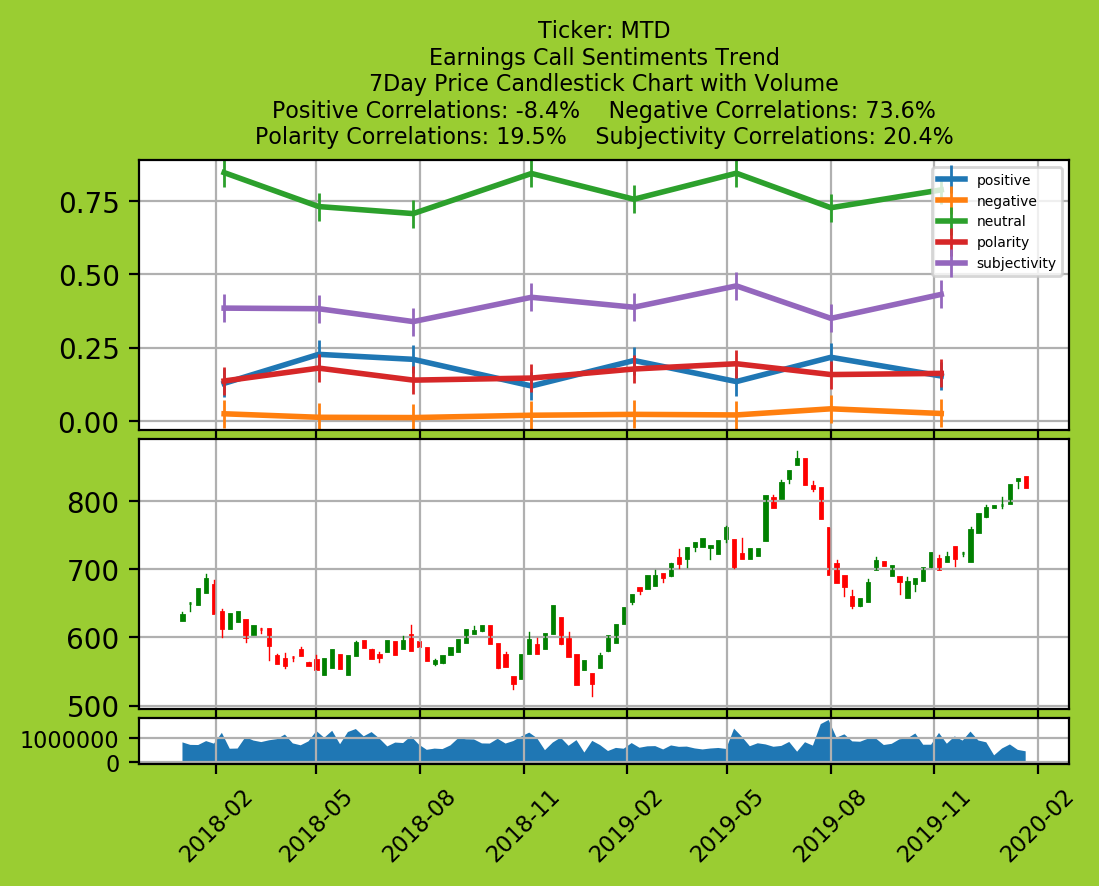 Ticker: MTD
Earnings Call Sentiments Trend
7Day Price Candlestick Chart with Volume
Positive Correlations: -8.4%    Negative Correlations: 73.6%
Polarity Correlations: 19.5%    Subjectivity Correlations: 20.4%
0.75
0.50
0.25
0.00
positive
negative
neutral
polarity
subjectivity
800
700
600
500
1000000
0
2018-02
2018-05
2018-08
2018-11
2019-02
2019-05
2019-08
2019-11
2020-02